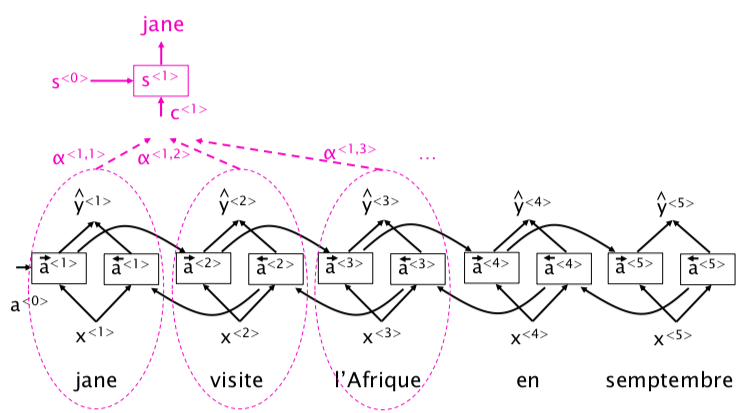 jane
s<0> s<1>
c<1>
α<1,1> α<1,2> α<1,3> ...
ŷ<1> ŷ<2> ŷ<3> ŷ<4> ŷ<5>
a→<1> a←<1> a→<2> a←<2> a→<3> a←<3> a→<4> a←<4> a→<5> a←<5>
a<0>
x<1> x<2> x<3> x<4> x<5>
jane visite l'Afrique en semptembre